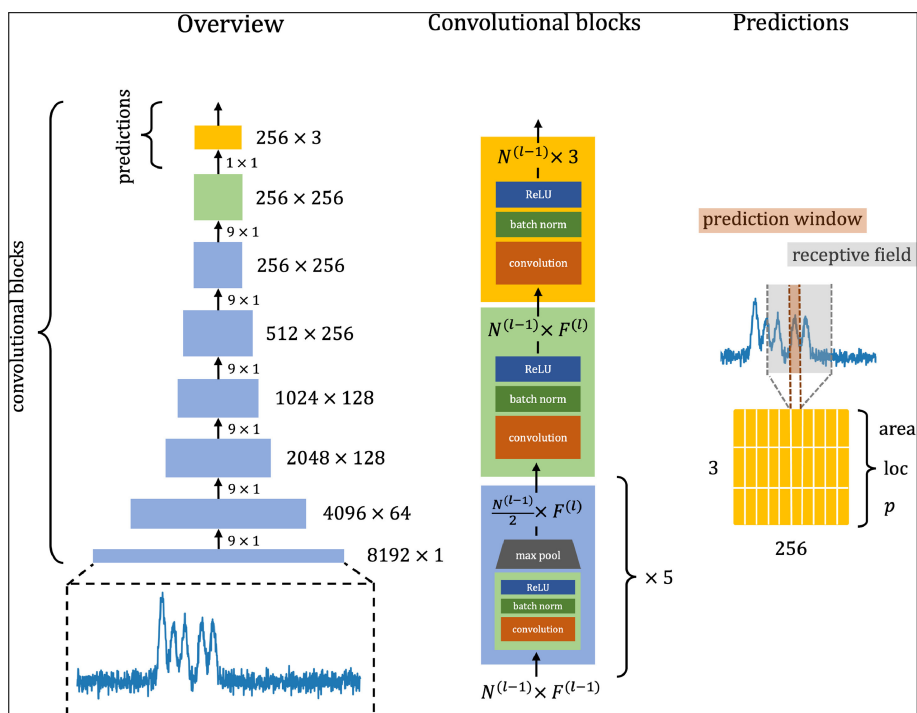 Overview
convolutional blocks
predictions
256 × 3
1 × 1
256 × 256
9 × 1
256 × 256
9 × 1
512 × 256
9 × 1
1024 × 128
9 × 1
2048 × 128
9 × 1
4096 × 64
9 × 1
8192 × 1
Convolutional blocks
N^(l−1) × 3
ReLU
batch norm
convolution
N^(l−1) × F^(l)
ReLU
batch norm
convolution
N^(l−1)/2 × F^(l)
max pool
ReLU
batch norm
convolution
× 5
N^(l−1) × F^(l−1)
Predictions
prediction window
receptive field
3
area
loc
p
256